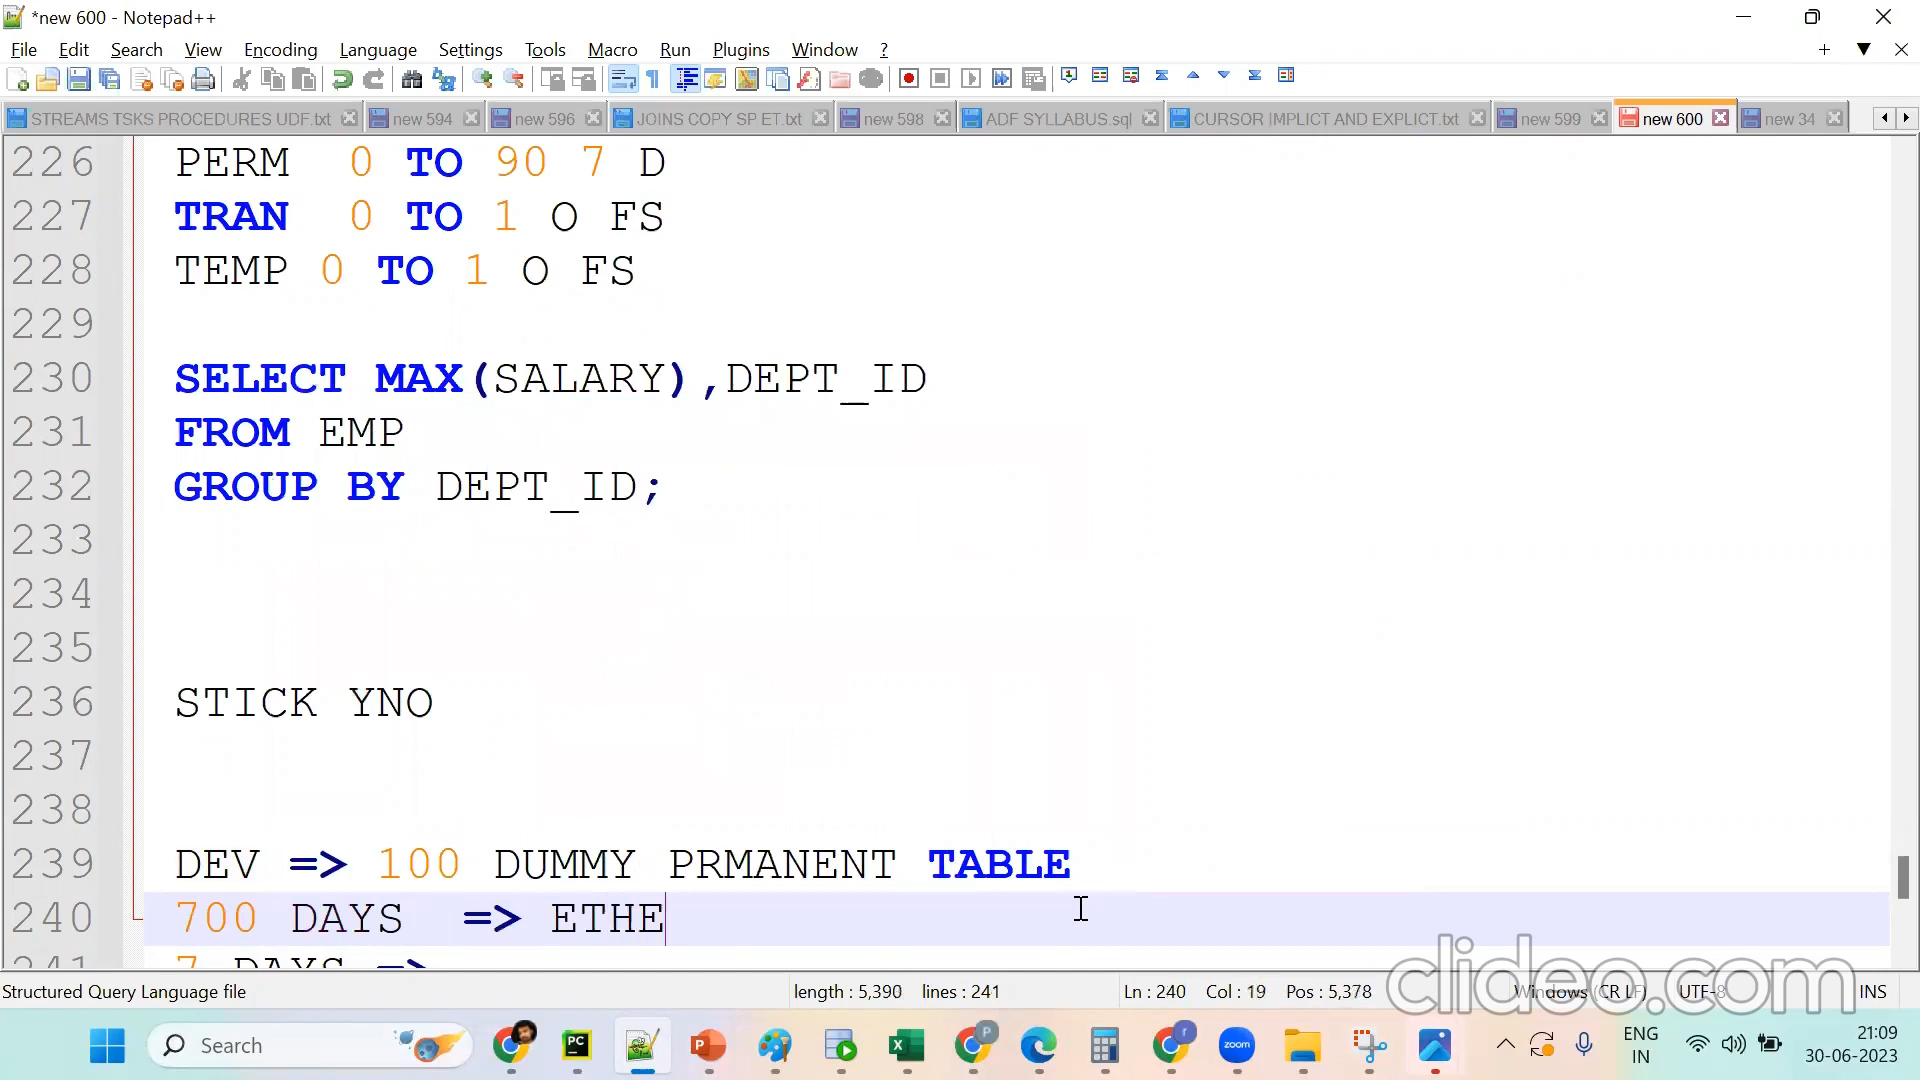 *new 600 - Notepad++
File Edit Search View Encoding Language Settings Tools Macro Run Plugins Window ?
STREAMS TSKS PROCEDURES UDF.txt new 594 new 596 JOINS COPY SP ET.txt new 598 ADF SYLLABUS.sql CURSOR IMPLICT AND EXPLICT.txt new 599 new 600 new 34
226 PERM 0 TO 90 7 D
227 TRAN 0 TO 1 O FS
228 TEMP 0 TO 1 O FS
229
230 SELECT MAX(SALARY),DEPT_ID
231 FROM EMP
232 GROUP BY DEPT_ID;
233
234
235
236 STICK YNO
237
238
239 DEV => 100 DUMMY PRMANENT TABLE
240 700 DAYS => ETHE
241 7 DAYS =>
clideo.com
Structured Query Language file length : 5,390 lines : 241 Ln : 240 Col : 19 Pos : 5,378 Windows (CR LF) UTF-8 INS
Search PC P r zoom ENG 21:09
IN 30-06-2023